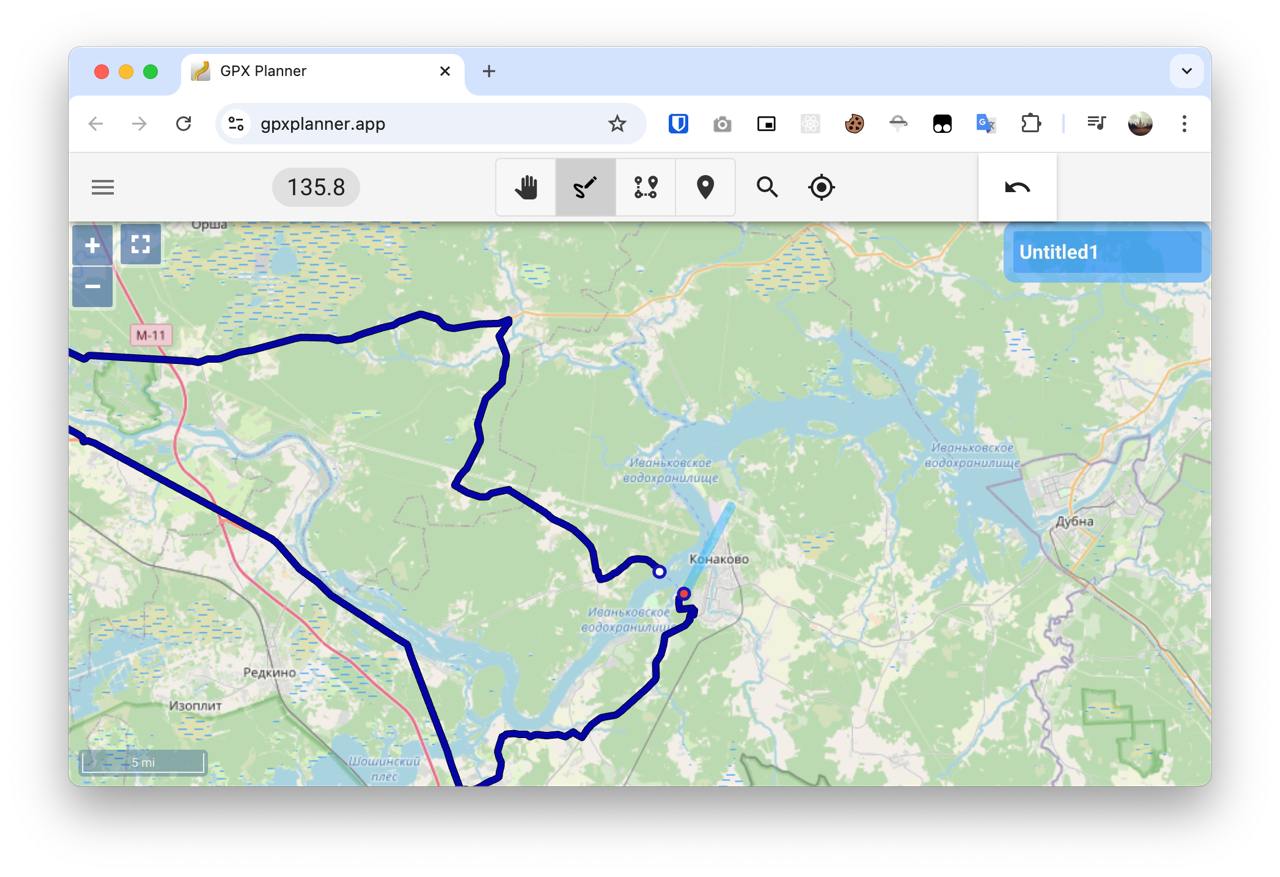 GPX Planner
gpxplanner.app
135.8
Орша
Untitled1
М-11
Иваньковское
водохранилище
Иваньковское
водохранилище
Дубна
Конаково
Иваньковское
водохранилище
Редкино
Изоплит
5 mi
Шошинский
плёс